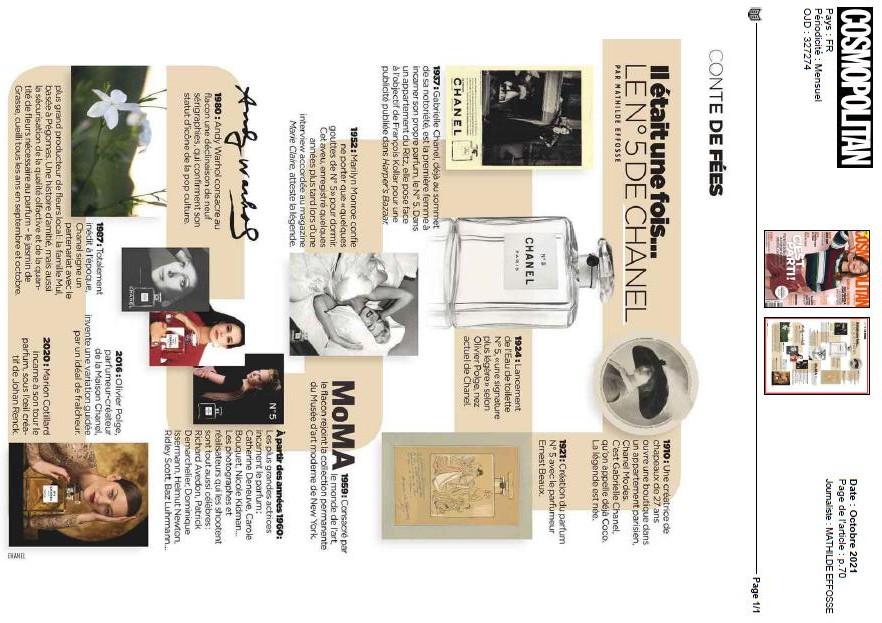 COSMOPOLITAN
Pays : FR
Périodicité : Mensuel
OJD : 327274
Date : Octobre 2021
Page de l'article : p.70
Journaliste : MATHILDE EFFOSSE
Page 1/1
CONTE DE FÉES
Il était une fois...
LE N°5 DE CHANEL
PAR MATHILDE EFFOSSE
1910 : Une créatrice de
chapeaux de 27 ans
ouvre une boutique dans
un appartement parisien,
Chanel Modes.
C'est Gabrielle Chanel,
qu'on appelle déjà Coco.
La légende est née.
1921 : Création du parfum
N° 5 avec le parfumeur
Ernest Beaux.
1924 : Lancement
de l'Eau de toilette
N° 5, « une signature
plus légère » selon
Olivier Polge, nez
actuel de Chanel.
N°5
CHANEL
PARIS
CHANEL
1937 : Gabrielle Chanel, déjà au sommet
de sa notoriété, est la première femme à
incarner son propre parfum, le N° 5. Dans
un appartement du Ritz, elle pose face
à l'objectif de François Kollar pour une
publicité publiée dans Harper's Bazaar.
1952 : Marilyn Monroe confie
ne porter que « quelques
gouttes de N° 5 » pour dormir.
Cet aveu, enregistré quelques
années plus tard lors d'une
interview accordée au magazine
Marie Claire, atteste la légende.
MoMA
1959 : Consacré par
le monde de l'art,
le flacon rejoint la collection permanente
du Musée d'art moderne de New York.
À partir des années 1960 :
Les plus grandes actrices
incarnent le parfum :
Catherine Deneuve, Carole
Bouquet, Nicole Kidman...
Les photographes et
réalisateurs qui les shootent
sont tout aussi célèbres :
Richard Avedon, Patrick
Demarchelier, Dominique
Issermann, Helmut Newton,
Ridley Scott, Baz Luhrmann...
N°5
CHANEL
Andy Warhol
1980 : Andy Warhol consacre au
flacon une déclinaison de neuf
sérigraphies, qui confirment son
statut d'icône de la pop culture.
1987 : Totalement
inédit à l'époque,
Chanel signe un
partenariat avec le
plus grand producteur de fleurs local : la famille Mul,
basée à Pégomas. Une histoire d'amitié, mais aussi
la sécurisation de la qualité olfactive et de la quan-
tité de fleurs nécessaire au parfum – le jasmin de
Grasse, cueilli tous les ans en septembre et octobre.
2016 : Olivier Polge,
parfumeur-créateur
de la Maison Chanel,
invente une variation guidée
par un idéal de fraîcheur.
2020 : Marion Cotillard
incarne à son tour le
parfum, sous l'œil créa-
tif de Johan Renck.
CHANEL